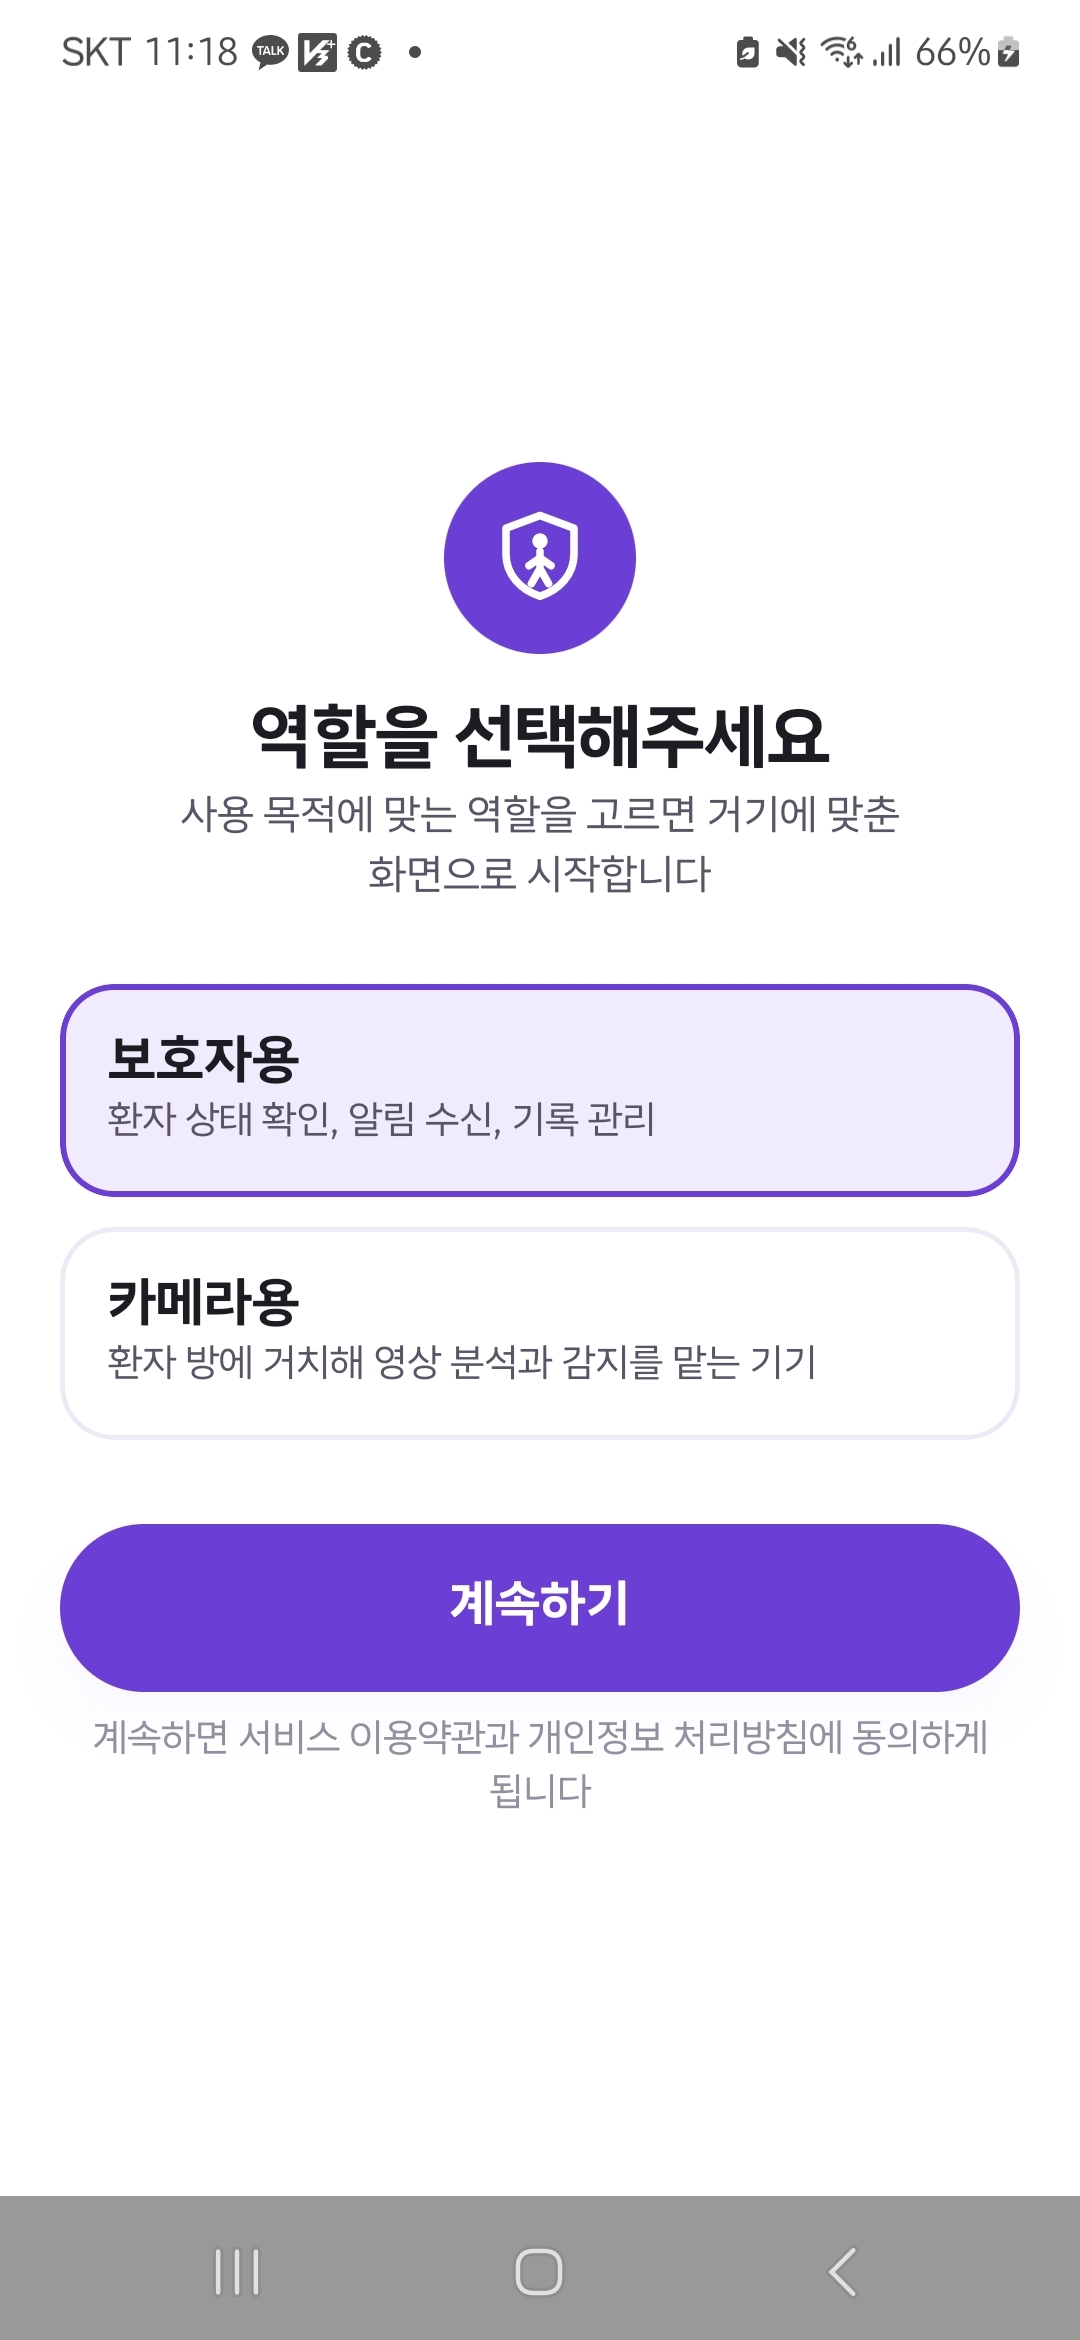 SKT 11:18 TALK V3+ C
66%
역할을 선택해주세요
사용 목적에 맞는 역할을 고르면 거기에 맞춘
화면으로 시작합니다
보호자용
환자 상태 확인, 알림 수신, 기록 관리
카메라용
환자 방에 거치해 영상 분석과 감지를 맡는 기기
계속하기
계속하면 서비스 이용약관과 개인정보 처리방침에 동의하게
됩니다